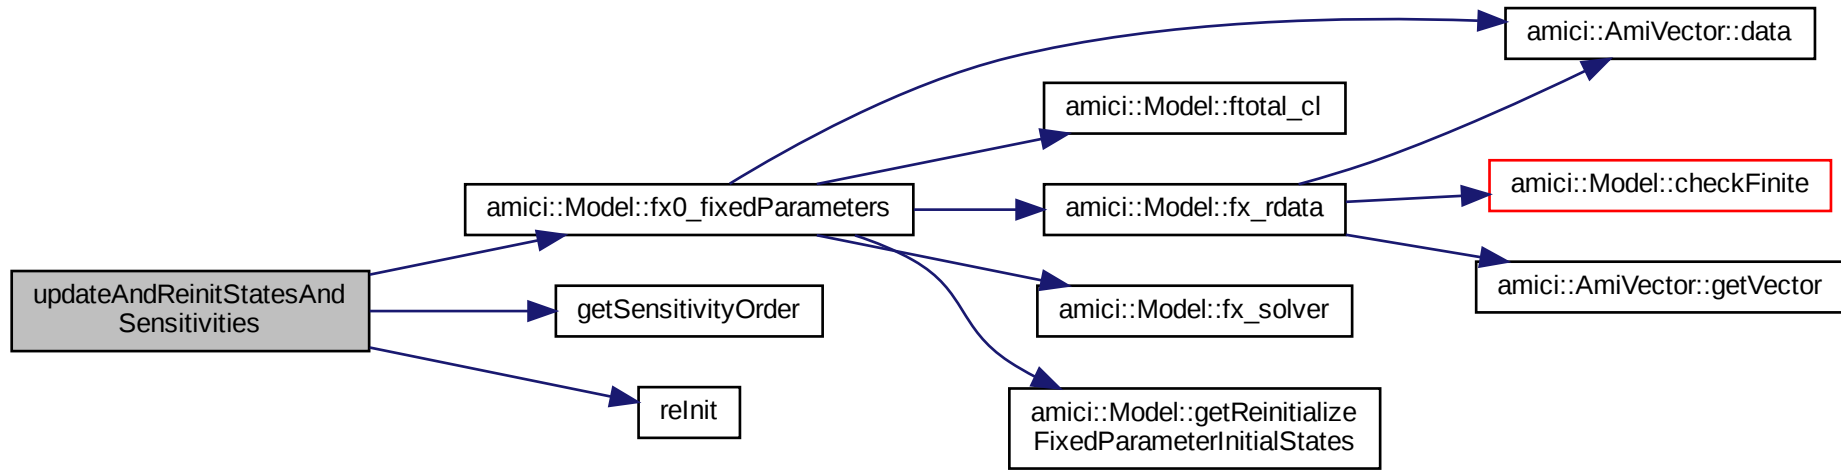 updateAndReinitStatesAnd
Sensitivities
amici::Model::fx0_fixedParameters
getSensitivityOrder
reInit
amici::Model::ftotal_cl
amici::Model::fx_rdata
amici::Model::fx_solver
amici::Model::getReinitialize
FixedParameterInitialStates
amici::AmiVector::data
amici::Model::checkFinite
amici::AmiVector::getVector